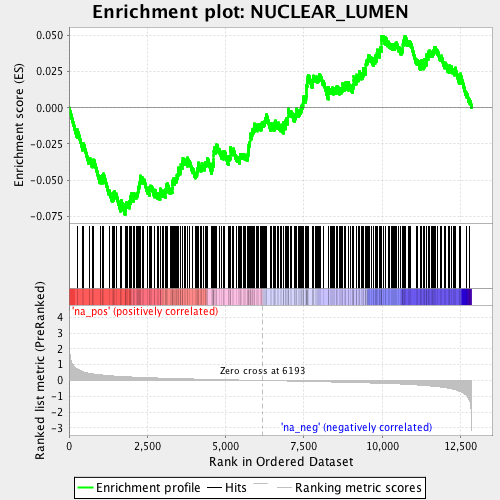 Enrichment plot: NUCLEAR_LUMEN
Enrichment score (ES)
0.050
0.025
0.000
-0.025
-0.050
-0.075
'na_pos' (positively correlated)
Ranked list metric (PreRanked)
4
3
2
1
0
-1
-2
-3
Zero cross at 6193
'na_neg' (negatively correlated)
0
2,500
5,000
7,500
10,000
12,500
Rank in Ordered Dataset
Enrichment profile
Hits
Ranking metric scores